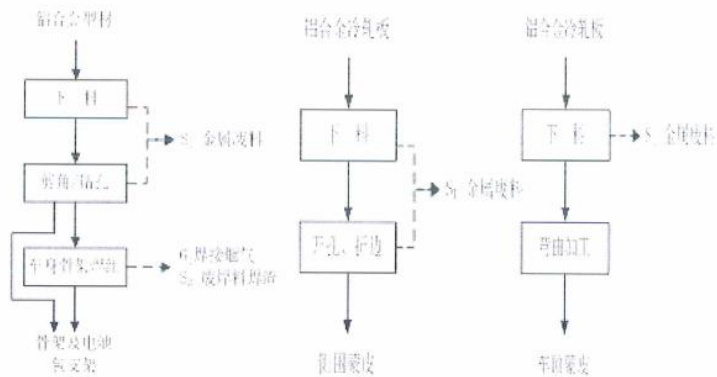 铝合金型材
下 料
S₁ 金属废料
剪角/钻孔
车身骨架焊缸
G₁焊接烟气
S₂ 废焊料焊渣
骨架及电池
包支架
铝合金冷轧板
下 料
S₁ 金属废料
开孔、折边
侧围蒙皮
铝合金冷轧板
下 料
S₁ 金属废料
弯曲加工
车顶蒙皮